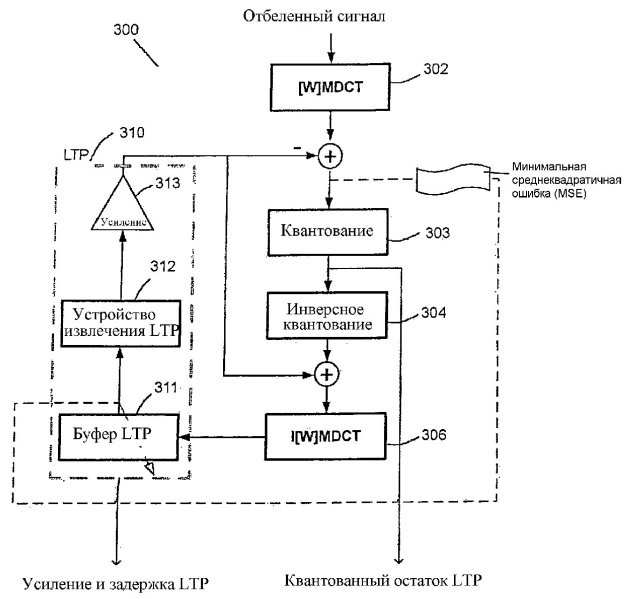 Отбеленный сигнал
300
[W]MDCT
302
LTP
310
-
+
Минимальная
среднеквадратичная
ошибка (MSE)
313
Усиление
Квантование
303
312
Устройство
извлечения LTP
Инверсное
квантование
304
+
311
Буфер LTP
I[W]MDCT
306
Усиление и задержка LTP
Квантованный остаток LTP